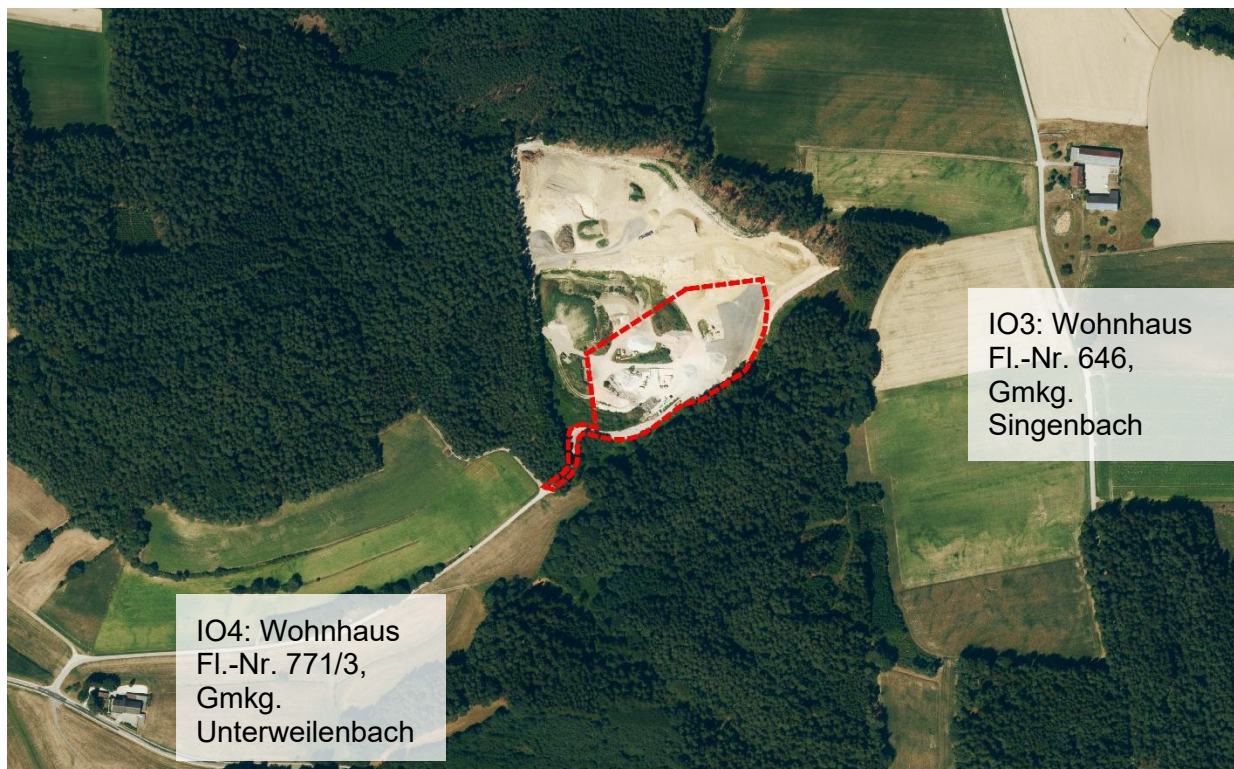 IO3: Wohnhaus
Fl.-Nr. 646,
Gmkg.
Singenbach
IO4: Wohnhaus
Fl.-Nr. 771/3,
Gmkg.
Unterweilenbach